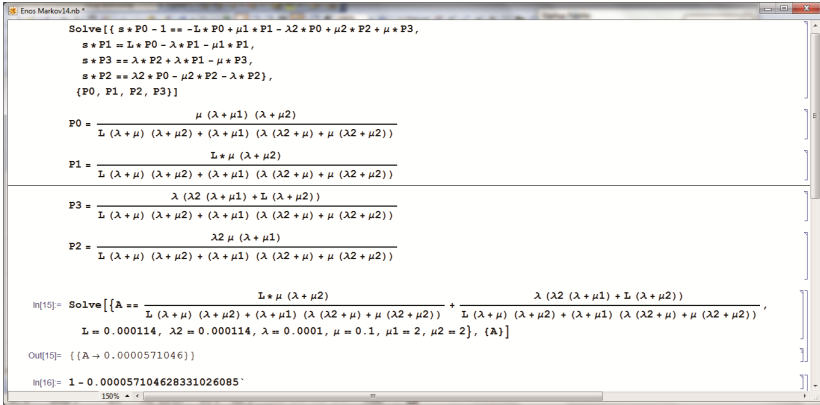 Enos Markov14.nb *
Solve[{ s*P0 - 1 == -L*P0 + μ1*P1 - λ2*P0 + μ2*P2 + μ*P3,
s*P1 == L*P0 - λ*P1 - μ1*P1,
s*P3 == λ*P2 + λ*P1 - μ*P3,
s*P2 == λ2*P0 - μ2*P2 - λ*P2},
{P0, P1, P2, P3}]
μ (λ + μ1) (λ + μ2)
P0 =
L (λ + μ) (λ + μ2) + (λ + μ1) (λ (λ2 + μ) + μ (λ2 + μ2))
L * μ (λ + μ2)
P1 =
L (λ + μ) (λ + μ2) + (λ + μ1) (λ (λ2 + μ) + μ (λ2 + μ2))
λ (λ2 (λ + μ1) + L (λ + μ2))
P3 =
L (λ + μ) (λ + μ2) + (λ + μ1) (λ (λ2 + μ) + μ (λ2 + μ2))
λ2 μ (λ + μ1)
P2 =
L (λ + μ) (λ + μ2) + (λ + μ1) (λ (λ2 + μ) + μ (λ2 + μ2))
L * μ (λ + μ2) λ (λ2 (λ + μ1) + L (λ + μ2))
In[15]:= Solve[{A == + ,
L (λ + μ) (λ + μ2) + (λ + μ1) (λ (λ2 + μ) + μ (λ2 + μ2)) L (λ + μ) (λ + μ2) + (λ + μ1) (λ (λ2 + μ) + μ (λ2 + μ2))
L == 0.000114, λ2 == 0.000114, λ == 0.0001, μ == 0.1, μ1 == 2, μ2 == 2}, {A}]
Out[15]= {{A → 0.0000571046}}
In[16]:= 1 - 0.000057104628331026085`
150%